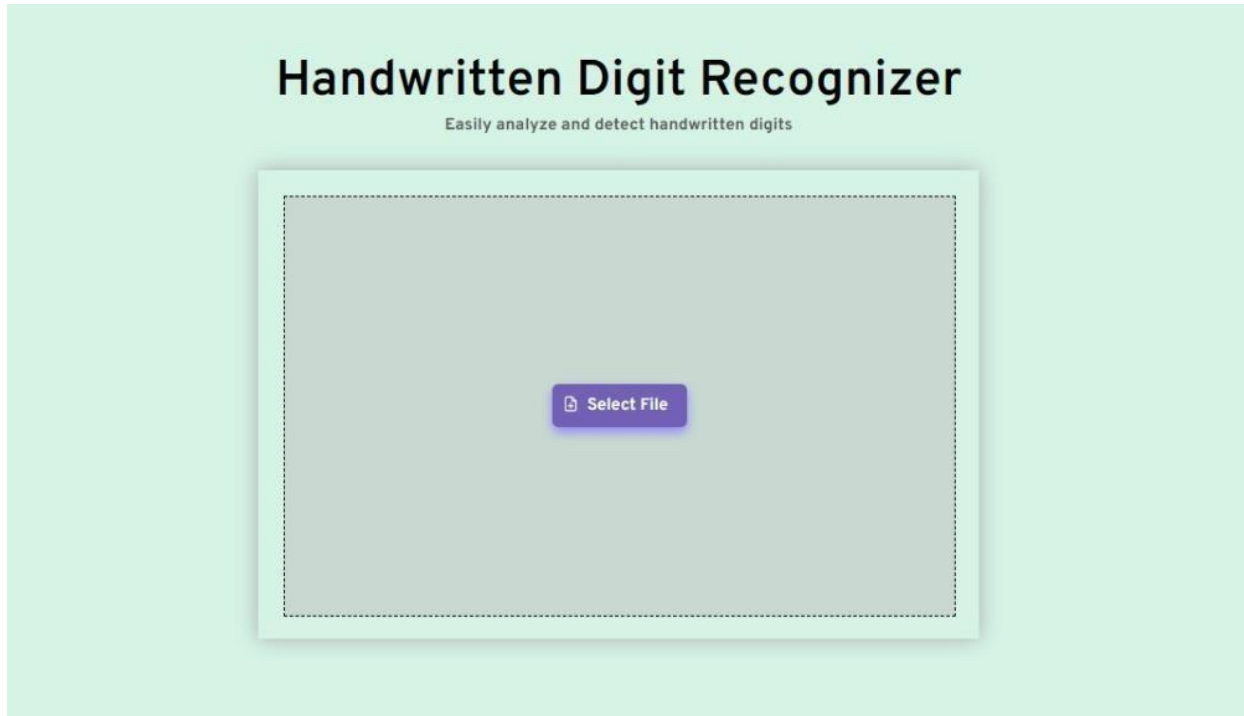 Handwritten Digit Recognizer
Easily analyze and detect handwritten digits
Select File